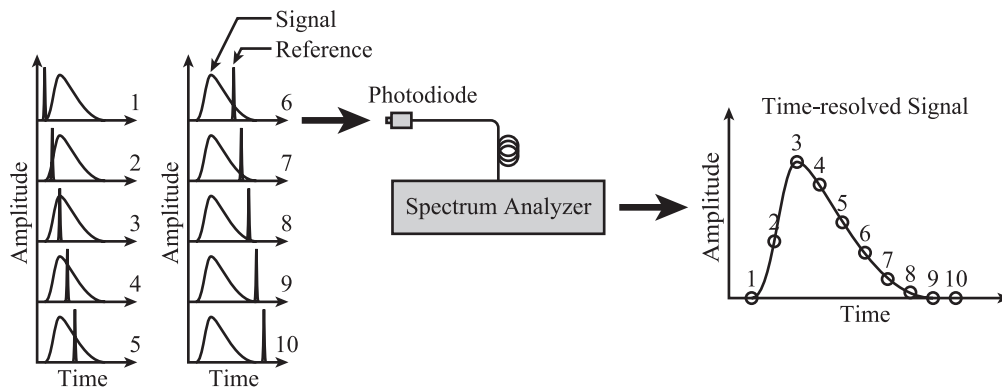 Signal
Reference
Amplitude
1
2
3
4
5
Time
Amplitude
6
7
8
9
10
Time
Photodiode
Spectrum Analyzer
Time-resolved Signal
Amplitude
1
2
3
4
5
6
7
8
9
10
Time